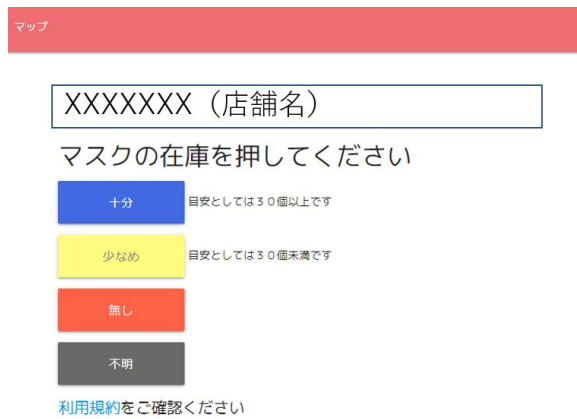 マップ
XXXXXXX（店舗名）
マスクの在庫を押してください
十分 目安としては３０個以上です
少なめ 目安としては３０個未満です
無し
不明
利用規約をご確認ください